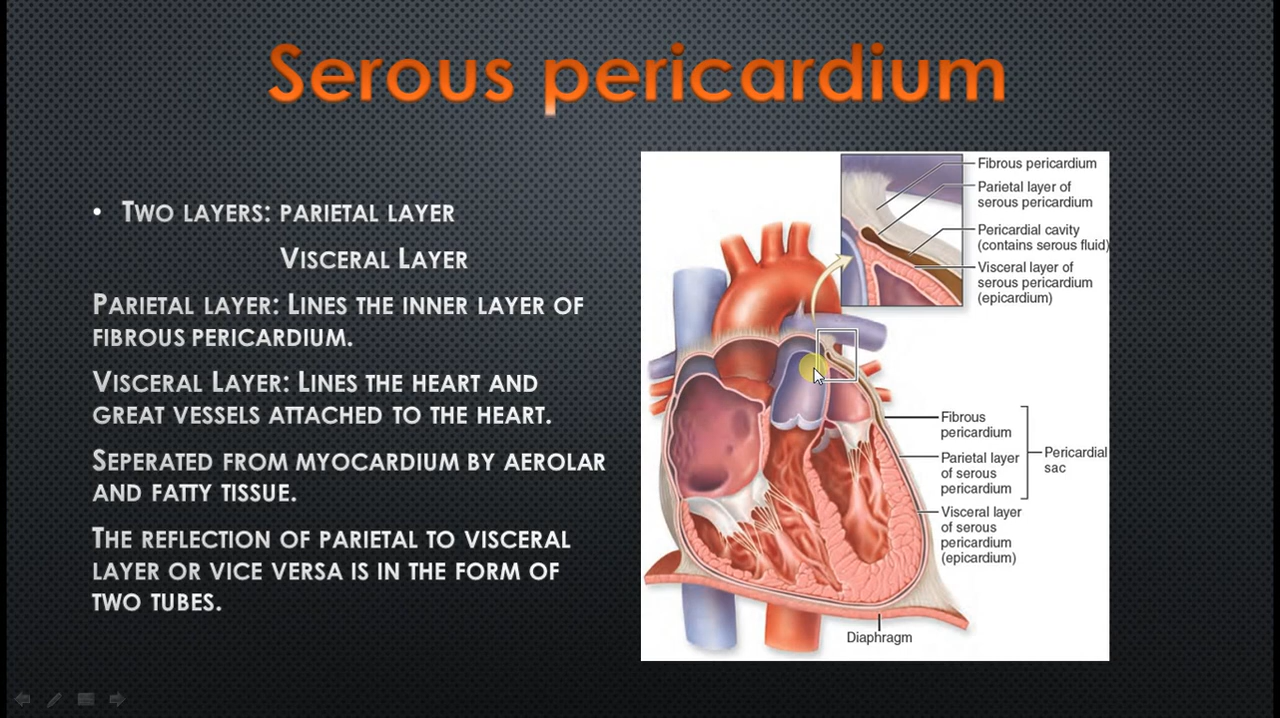 Serous pericardium
• Two layers: parietal layer
Visceral Layer
Parietal layer: Lines the inner layer of
fibrous pericardium.
Visceral Layer: Lines the heart and
great vessels attached to the heart.
Seperated from myocardium by aerolar
and fatty tissue.
The reflection of parietal to visceral
layer or vice versa is in the form of
two tubes.
Fibrous pericardium
Parietal layer of
serous pericardium
Pericardial cavity
(contains serous fluid)
Visceral layer of
serous pericardium
(epicardium)
Fibrous
pericardium
Parietal layer
of serous
pericardium
Pericardial
sac
Visceral layer
of serous
pericardium
(epicardium)
Diaphragm